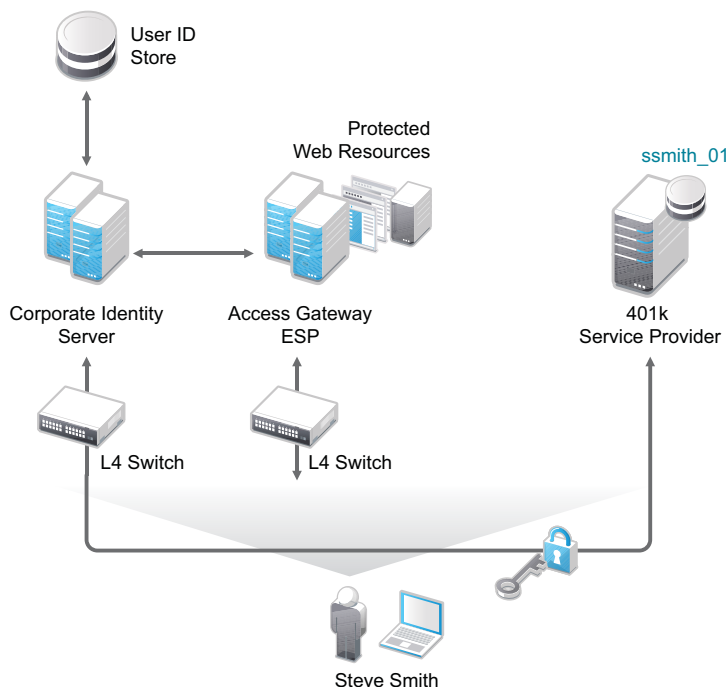 User ID
Store
Protected
Web Resources
ssmith_01
Corporate Identity
Server
Access Gateway
ESP
401k
Service Provider
L4 Switch
L4 Switch
Steve Smith